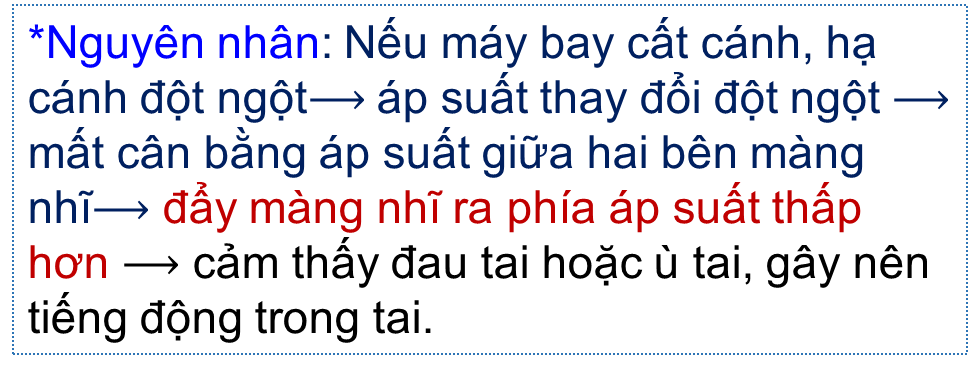 *Nguyên nhân: Nếu máy bay cất cánh, hạ
cánh đột ngột⟶ áp suất thay đổi đột ngột ⟶
mất cân bằng áp suất giữa hai bên màng
nhĩ⟶ đẩy màng nhĩ ra phía áp suất thấp
hơn ⟶ cảm thấy đau tai hoặc ù tai, gây nên
tiếng động trong tai.